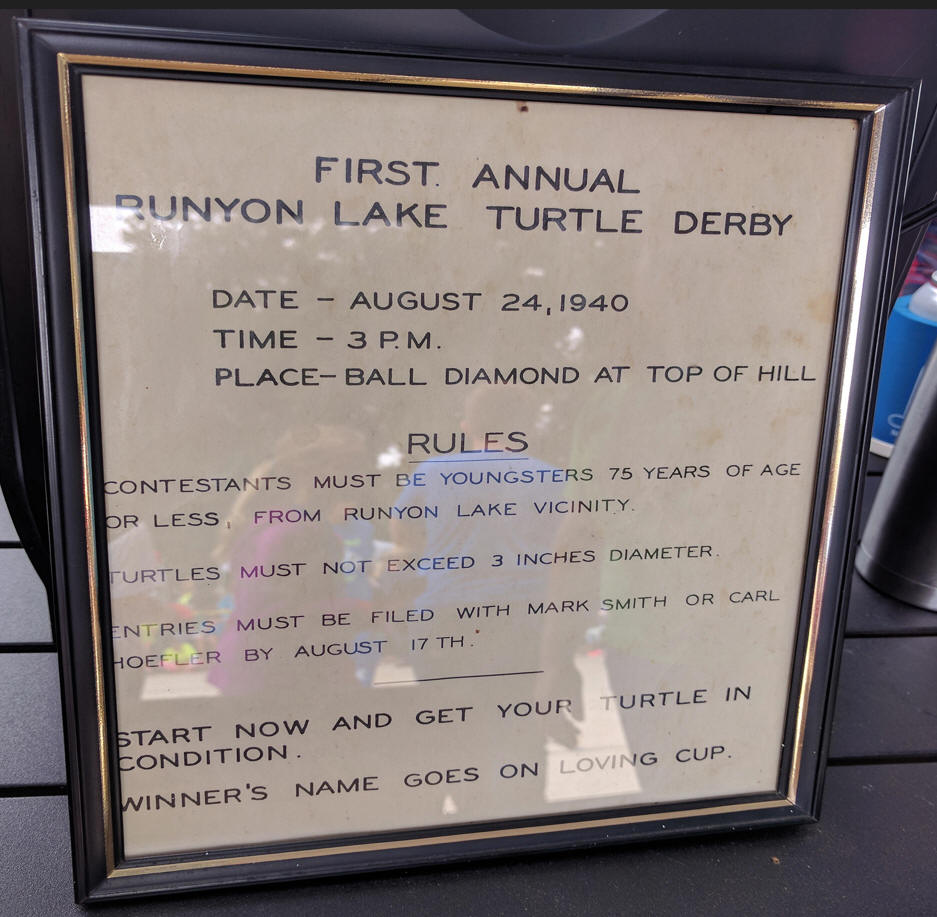 FIRST. ANNUAL
RUNYON LAKE TURTLE DERBY
DATE - AUGUST 24, 1940
TIME - 3 P.M.
PLACE- BALL DIAMOND AT TOP OF HILL
RULES
CONTESTANTS MUST BE YOUNGSTERS 75 YEARS OF AGE
OR LESS, FROM RUNYON LAKE VICINITY.
TURTLES MUST NOT EXCEED 3 INCHES DIAMETER.
ENTRIES MUST BE FILED WITH MARK SMITH OR CARL
HOEFLER BY AUGUST 17 TH.
START NOW AND GET YOUR TURTLE IN
CONDITION.
WINNER'S NAME GOES ON LOVING CUP.